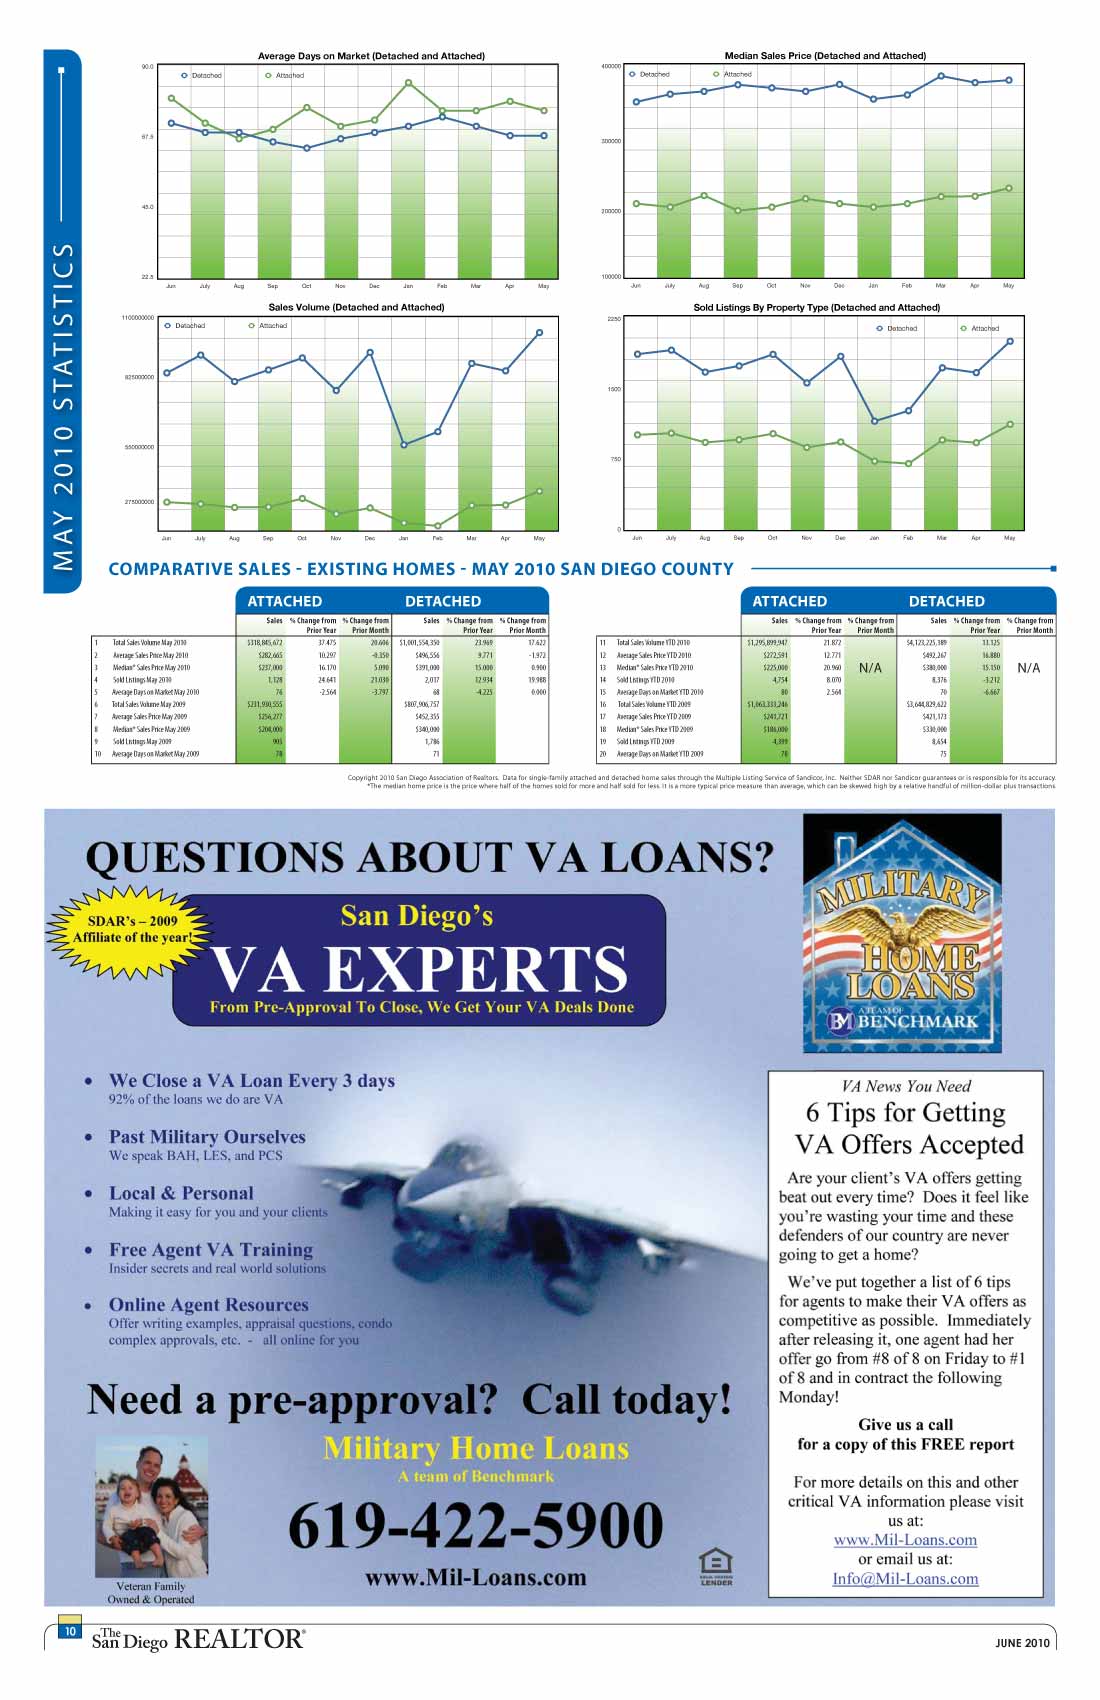 MAY 2010 STATISTICS
Average Days on Market (Detached and Attached)
Detached Attached
90.0
67.5
45.0
22.5
Jun July Aug Sep Oct Nov Dec Jan Feb Mar Apr May
Median Sales Price (Detached and Attached)
Detached Attached
400000
300000
200000
100000
Jun July Aug Sep Oct Nov Dec Jan Feb Mar Apr May
Sales Volume (Detached and Attached)
Detached Attached
1100000000
825000000
550000000
275000000
Jun July Aug Sep Oct Nov Dec Jan Feb Mar Apr May
Sold Listings By Property Type (Detached and Attached)
Detached Attached
2250
1500
750
0
Jun July Aug Sep Oct Nov Dec Jan Feb Mar Apr May
COMPARATIVE SALES - EXISTING HOMES - MAY 2010 SAN DIEGO COUNTY
ATTACHED DETACHED
Sales % Change from Prior Year % Change from Prior Month Sales % Change from Prior Year % Change from Prior Month
1 Total Sales Volume May 2010 $318,845,672 37.475 20.606 $1,001,554,350 23.969 17.622
2 Average Sales Price May 2010 $282,665 10.297 -0.350 $496,556 9.771 -1.972
3 Median* Sales Price May 2010 $237,000 16.170 5.090 $391,000 15.000 0.900
4 Sold Listings May 2010 1,128 24.641 21.030 2,017 12.934 19.988
5 Average Days on Market May 2010 76 -2.564 -3.797 68 -4.225 0.000
6 Total Sales Volume May 2009 $231,930,555 $807,906,757
7 Average Sales Price May 2009 $256,277 $452,355
8 Median* Sales Price May 2009 $204,000 $340,000
9 Sold Listings May 2009 905 1,786
10 Average Days on Market May 2009 78 71
ATTACHED DETACHED
Sales % Change from Prior Year % Change from Prior Month Sales % Change from Prior Year % Change from Prior Month
11 Total Sales Volume YTD 2010 $1,295,899,947 21.872 $4,123,225,389 13.125
12 Average Sales Price YTD 2010 $272,591 12.771 $492,267 16.880
13 Median* Sales Price YTD 2010 $225,000 20.960 N/A $380,000 15.150 N/A
14 Sold Listings YTD 2010 4,754 8.070 8,376 -3.212
15 Average Days on Market YTD 2010 80 2.564 70 -6.667
16 Total Sales Volume YTD 2009 $1,063,333,246 $3,644,829,622
17 Average Sales Price YTD 2009 $241,721 $421,173
18 Median* Sales Price YTD 2009 $186,000 $330,000
19 Sold Listings YTD 2009 4,399 8,654
20 Average Days on Market YTD 2009 78 75
Copyright 2010 San Diego Association of Realtors. Data for single-family attached and detached home sales through the Multiple Listing Service of Sandicor, Inc. Neither SDAR nor Sandicor guarantees or is responsible for its accuracy.
*The median home price is the price where half of the homes sold for more and half sold for less. It is a more typical price measure than average, which can be skewed high by a relative handful of million-dollar plus transactions.
QUESTIONS ABOUT VA LOANS?
SDAR's – 2009
Affiliate of the year!
San Diego's
VA EXPERTS
From Pre-Approval To Close, We Get Your VA Deals Done
MILITARY
HOME
LOANS
A TEAM OF
BM BENCHMARK
• We Close a VA Loan Every 3 days
92% of the loans we do are VA
• Past Military Ourselves
We speak BAH, LES, and PCS
• Local & Personal
Making it easy for you and your clients
• Free Agent VA Training
Insider secrets and real world solutions
• Online Agent Resources
Offer writing examples, appraisal questions, condo
complex approvals, etc. - all online for you
Need a pre-approval? Call today!
Military Home Loans
A team of Benchmark
619-422-5900
www.Mil-Loans.com
Veteran Family
Owned & Operated
EQUAL HOUSING
LENDER
VA News You Need
6 Tips for Getting
VA Offers Accepted
Are your client's VA offers getting
beat out every time? Does it feel like
you're wasting your time and these
defenders of our country are never
going to get a home?
We've put together a list of 6 tips
for agents to make their VA offers as
competitive as possible. Immediately
after releasing it, one agent had her
offer go from #8 of 8 on Friday to #1
of 8 and in contract the following
Monday!
Give us a call
for a copy of this FREE report
For more details on this and other
critical VA information please visit
us at:
www.Mil-Loans.com
or email us at:
Info@Mil-Loans.com
10
The San Diego REALTOR®
JUNE 2010